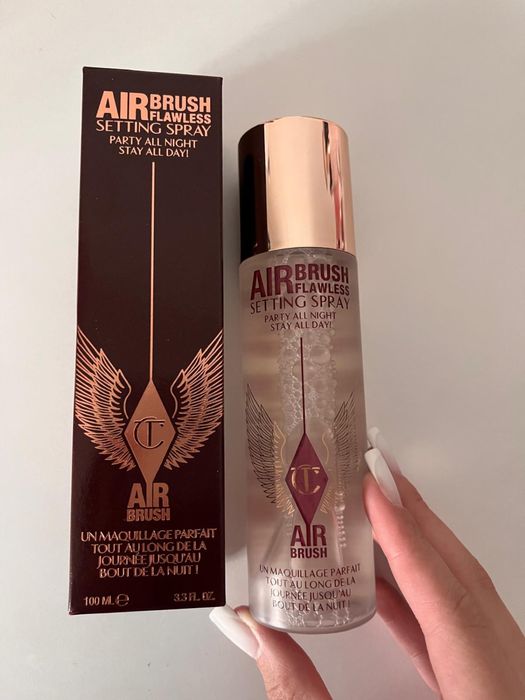 AIRBRUSH
FLAWLESS
SETTING SPRAY
PARTY ALL NIGHT
STAY ALL DAY!
CT
AIR
BRUSH
UN MAQUILLAGE PARFAIT
TOUT AU LONG DE LA
JOURNÉE JUSQU'AU
BOUT DE LA NUIT !
100 ML ℮ 3.3 FL. OZ.
AIRBRUSH
FLAWLESS
SETTING SPRAY
PARTY ALL NIGHT
STAY ALL DAY!
CT
AIR
BRUSH
UN MAQUILLAGE PARFAIT
TOUT AU LONG DE LA
JOURNÉE JUSQU'AU
BOUT DE LA NUIT !